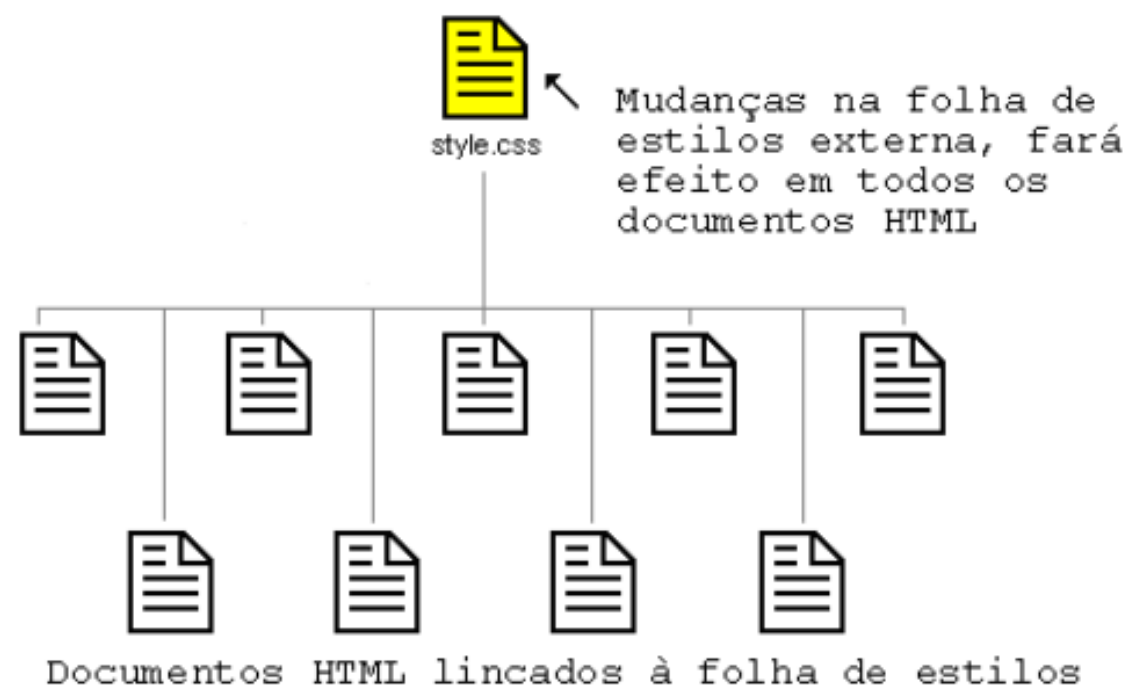 style.css
Mudanças na folha de
estilos externa, fará
efeito em todos os
documentos HTML
Documentos HTML lincados à folha de estilos